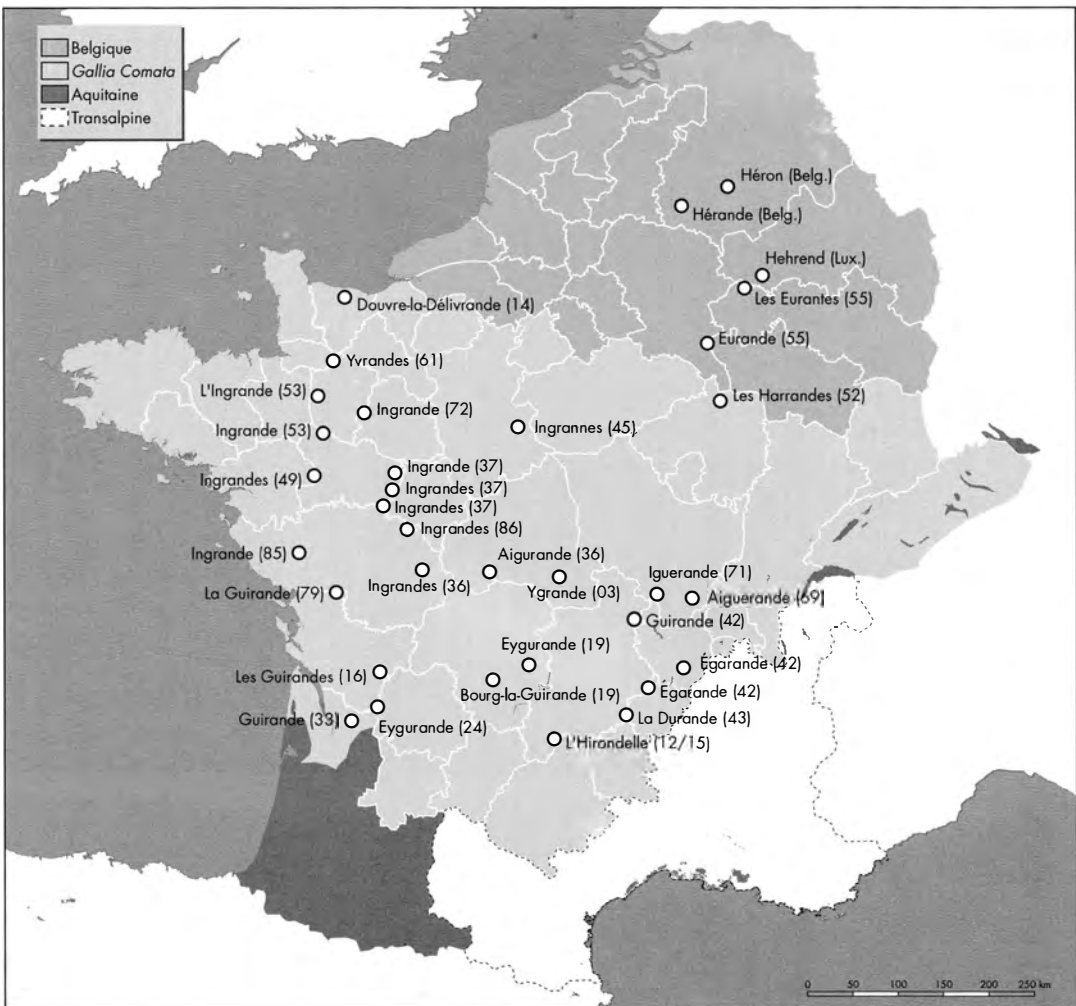 Belgique
Gallia Comata
Aquitaine
Transalpine
Héron (Belg.)
Hérande (Belg.)
Hehrend (Lux.)
Les Eurantes (55)
Douvre-la-Délivrande (14)
Eurande (55)
Yvrandes (61)
L'Ingrande (53)
Les Harrandes (52)
Ingrande (72)
Ingrannes (45)
Ingrande (53)
Ingrande (37)
Ingrandes (49)
Ingrandes (37)
Ingrandes (37)
Ingrandes (86)
Ingrande (85)
Aigurande (36)
Iguerande (71)
Ingrandes (36)
Ygrande (03)
La Guirande (79)
Aiguerande (69)
Guirande (42)
Eygurande (19)
Égarande (42)
Les Guirandes (16)
Bourg-la-Guirande (19)
Égarande (42)
Guirande (33)
Eygurande (24)
La Durande (43)
L'Hirondelle (12/15)
0 50 100 150 200 250 km